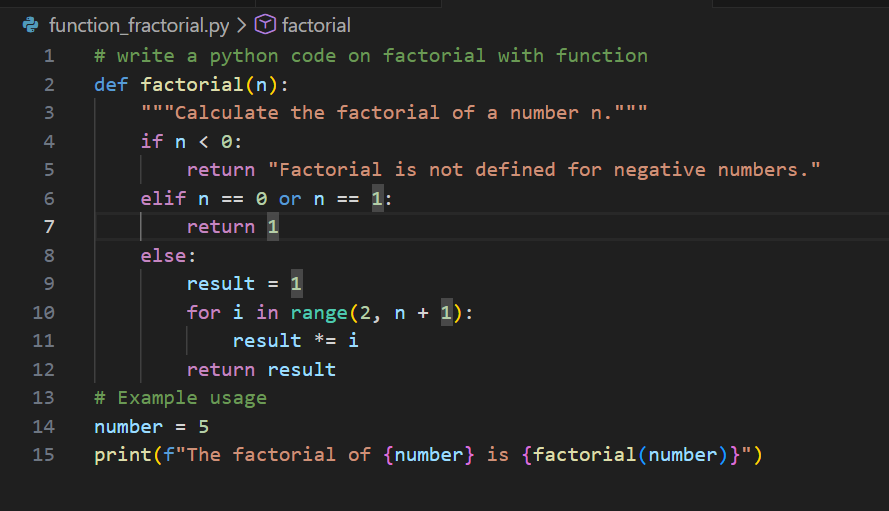 function_fractorial.py > factorial
1 # write a python code on factorial with function
2 def factorial(n):
3     """Calculate the factorial of a number n."""
4     if n < 0:
5         return "Factorial is not defined for negative numbers."
6     elif n == 0 or n == 1:
7         return 1
8     else:
9         result = 1
10         for i in range(2, n + 1):
11             result *= i
12         return result
13 # Example usage
14 number = 5
15 print(f"The factorial of {number} is {factorial(number)}")